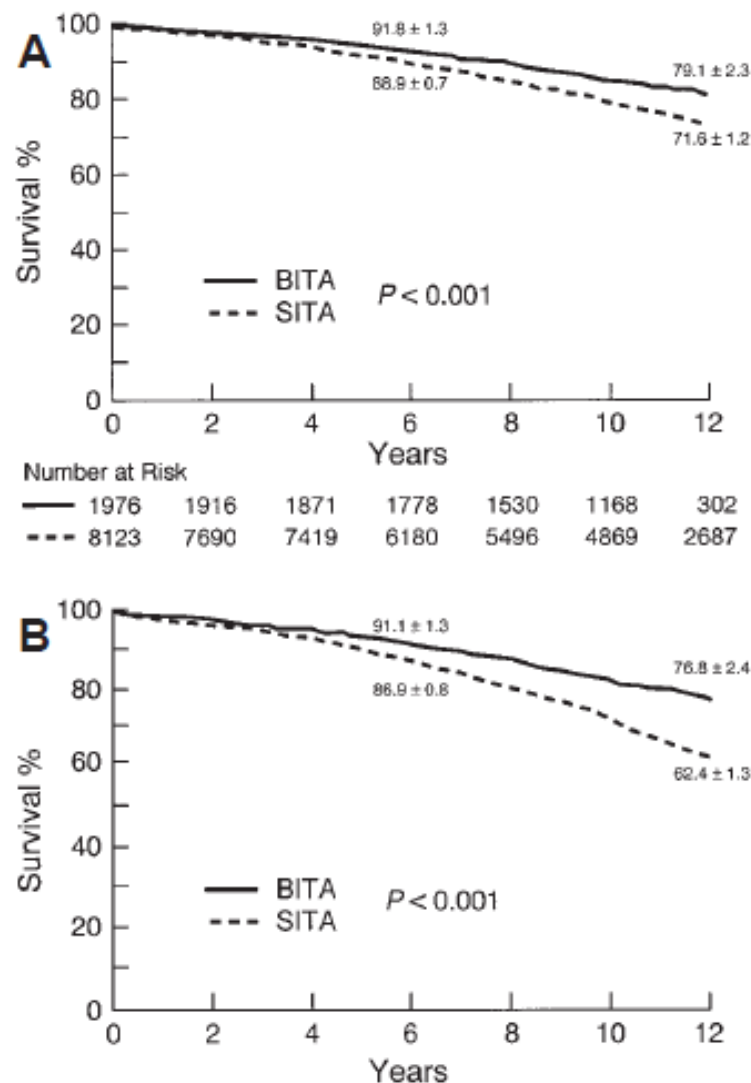 A
Survival %
100
80
60
40
20
0
91.8 ± 1.3
88.9 ± 0.7
79.1 ± 2.3
71.6 ± 1.2
BITA
SITA
P < 0.001
0 2 4 6 8 10 12
Years
Number at Risk
1976 1916 1871 1778 1530 1168 302
8123 7690 7419 6180 5496 4869 2687
B
Survival %
100
80
60
40
20
0
91.1 ± 1.3
86.9 ± 0.8
76.8 ± 2.4
62.4 ± 1.3
BITA
SITA
P < 0.001
0 2 4 6 8 10 12
Years